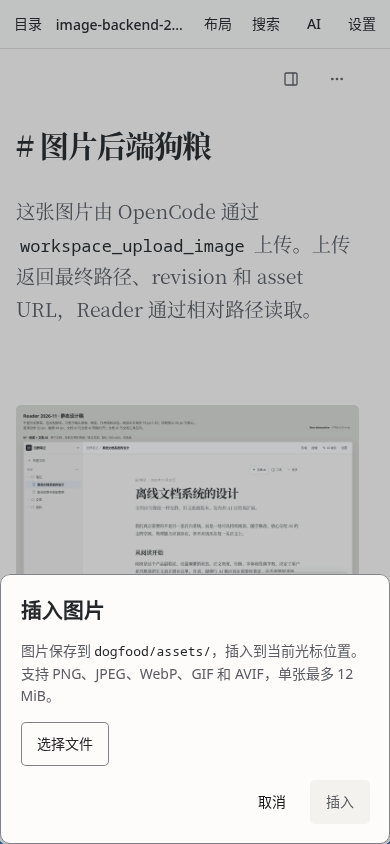 目录 image-backend-2... 布局 搜索 AI 设置
# 图片后端狗粮
这张图片由 OpenCode 通过
workspace_upload_image 上传。上传
返回最终路径、revision 和 asset
URL，Reader 通过相对路径读取。
离线文档系统的设计
从阅读开始
插入图片
图片保存到 dogfood/assets/，插入到当前光标位置。
支持 PNG、JPEG、WebP、GIF 和 AVIF，单张最多 12
MiB。
选择文件
取消 插入